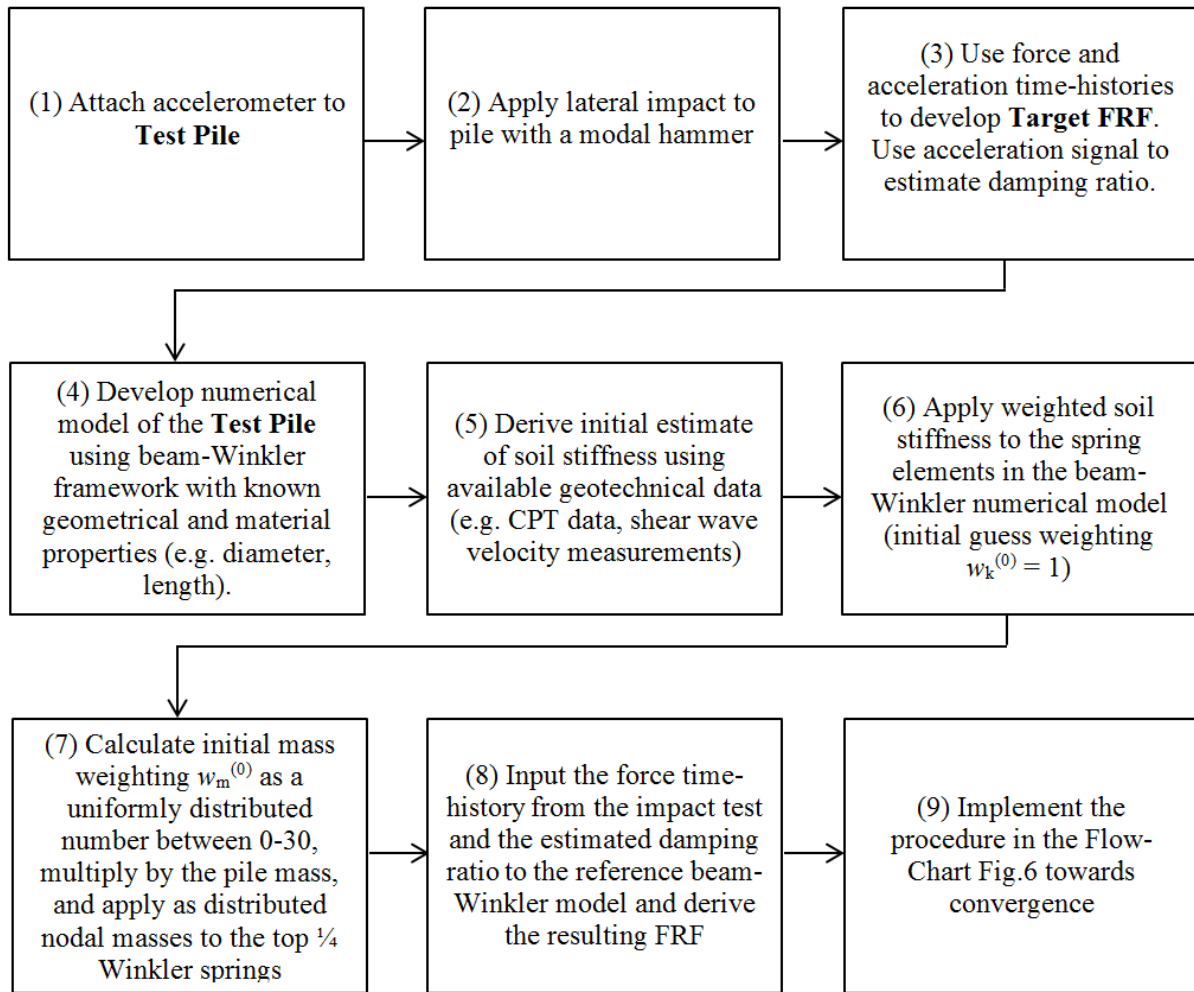 (1) Attach accelerometer to
Test Pile
(2) Apply lateral impact to
pile with a modal hammer
(3) Use force and
acceleration time-histories
to develop Target FRF.
Use acceleration signal to
estimate damping ratio.
(4) Develop numerical
model of the Test Pile
using beam-Winkler
framework with known
geometrical and material
properties (e.g. diameter,
length).
(5) Derive initial estimate
of soil stiffness using
available geotechnical data
(e.g. CPT data, shear wave
velocity measurements)
(6) Apply weighted soil
stiffness to the spring
elements in the beam-
Winkler numerical model
(initial guess weighting
wₖ⁽⁰⁾ = 1)
(7) Calculate initial mass
weighting wₘ⁽⁰⁾ as a
uniformly distributed
number between 0-30,
multiply by the pile mass,
and apply as distributed
nodal masses to the top ¼
Winkler springs
(8) Input the force time-
history from the impact test
and the estimated damping
ratio to the reference beam-
Winkler model and derive
the resulting FRF
(9) Implement the
procedure in the Flow-
Chart Fig.6 towards
convergence